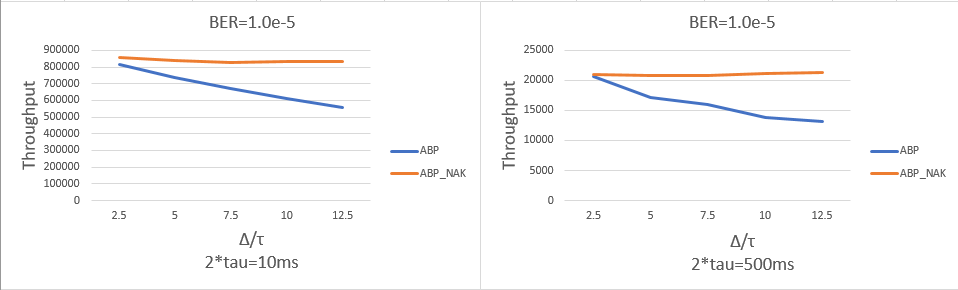 BER=1.0e-5
Throughput
900000
800000
700000
600000
500000
400000
300000
200000
100000
0
2.5 5 7.5 10 12.5
ABP
ABP_NAK
Δ/τ
2*tau=10ms
BER=1.0e-5
Throughput
25000
20000
15000
10000
5000
0
2.5 5 7.5 10 12.5
ABP
ABP_NAK
Δ/τ
2*tau=500ms